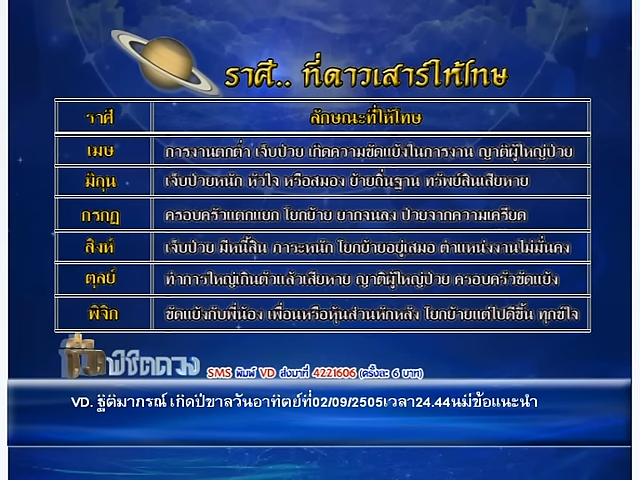 ราศี.. ที่ดาวเสาร์ให้โทษ
ราศี ลักษณะที่ให้โทษ
เมษ การงานตกต่ำ เจ็บป่วย เกิดความขัดแย้งในการงาน ญาติผู้ใหญ่ป่วย
มิถุน เจ็บป่วยหนัก หัวใจ หรือสมอง ย้ายถิ่นฐาน ทรัพย์สินเสียหาย
กรกฎ ครอบครัวแตกแยก โยกย้าย ยากจนลง ป่วยจากความเครียด
สิงห์ เจ็บป่วย มีหนี้สิน ภาระหนัก โยกย้ายอยู่เสมอ ตำแหน่งงานไม่มั่นคง
ตุลย์ ทำการใหญ่เกินตัวแล้วเสียหาย ญาติผู้ใหญ่ป่วย ครอบครัวขัดแย้ง
พิจิก ขัดแย้งกับพี่น้อง เพื่อนหรือหุ้นส่วนหักหลัง โยกย้ายแต่ไปดีขึ้น ทุกข์ใจ
พิชิตดวง
SMS พิมพ์ VD ส่งมาที่ 4221606 (ครั้งละ 6 บาท)
VD. ฐิติมาภรณ์ เกิดปีขาลวันอาทิตย์ที่02/09/2505เวลา24.44นมีข้อแนะนำ